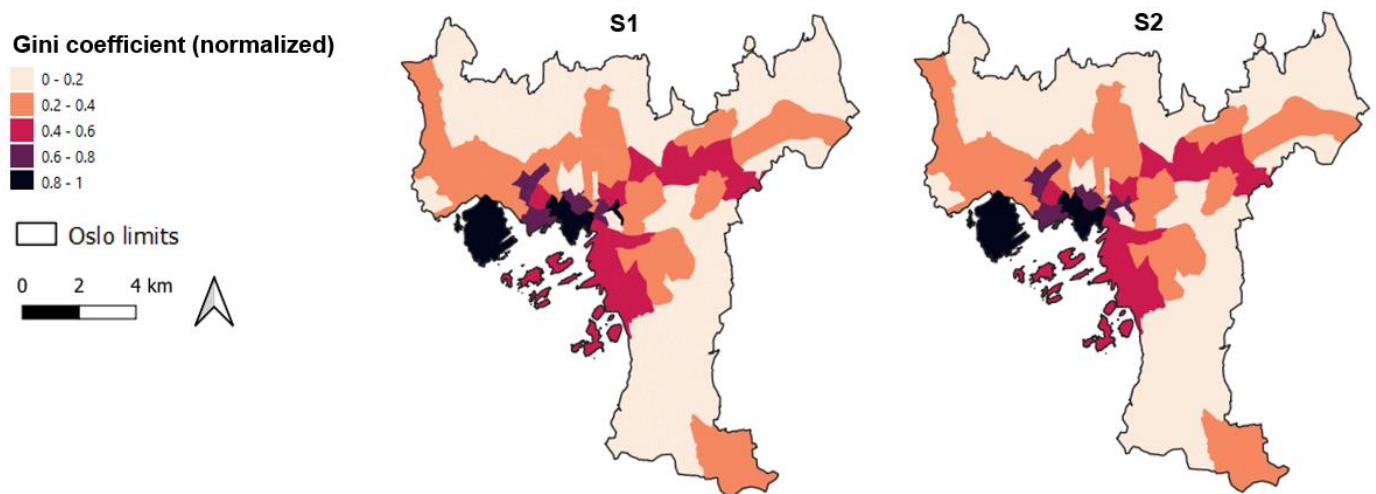 S1
S2
Gini coefficient (normalized)
0 - 0.2
0.2 - 0.4
0.4 - 0.6
0.6 - 0.8
0.8 - 1
Oslo limits
0 2 4 km